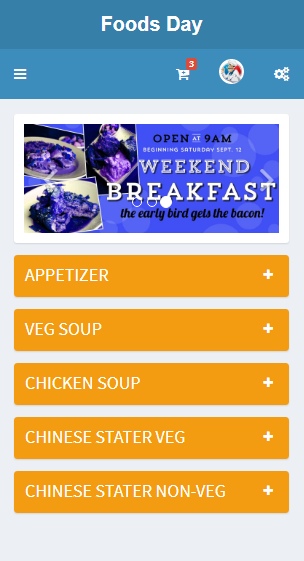 Foods Day
3
OPEN AT 9AM
BEGINNING SATURDAY SEPT. 12
WEEKEND
BREAKFAST
the early bird gets the bacon!
APPETIZER
VEG SOUP
CHICKEN SOUP
CHINESE STATER VEG
CHINESE STATER NON-VEG